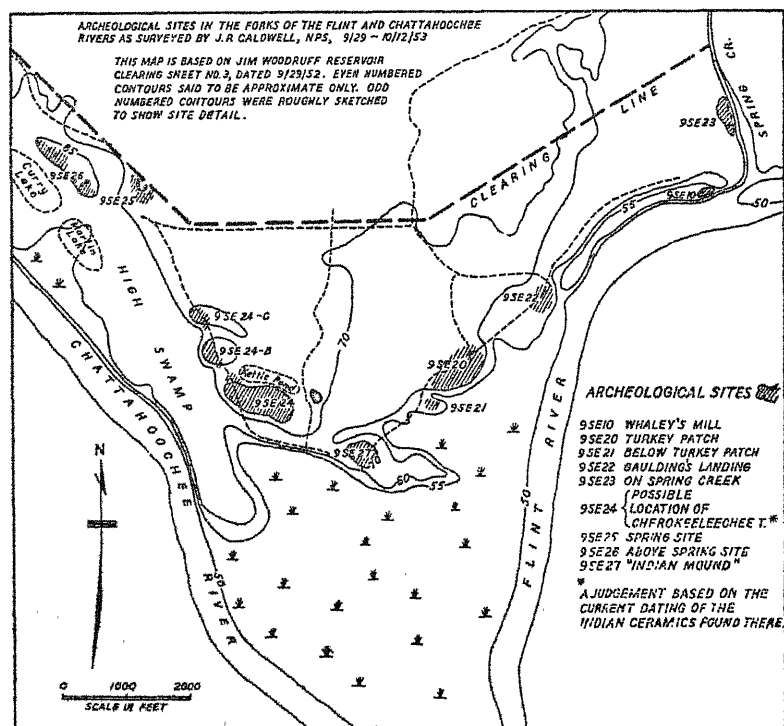 ARCHEOLOGICAL SITES IN THE FORKS OF THE FLINT AND CHATTAHOOCHEE
RIVERS AS SURVEYED BY J.R. CALDWELL, NPS, 9/29 ~ 10/12/53
THIS MAP IS BASED ON JIM WOODRUFF RESERVOIR
CLEARING SHEET NO.3, DATED 9/29/52. EVEN NUMBERED
CONTOURS SAID TO BE APPROXIMATE ONLY. ODD
NUMBERED CONTOURS WERE ROUGHLY SKETCHED
TO SHOW SITE DETAIL.
SPRING CR.
9SE23
CLEARING LINE
85
9SE26
Curry
Lake
9SE25
Lake
9SE10
55
50
HIGH SWAMP
9SE24-C
9SE24-B
70
9SE22
Kettle Pond
9SE24
9SE20
9SE21
9SE27
60
55
CHATTAHOOCHEE RIVER
50
50
FLINT RIVER
N
ARCHEOLOGICAL SITES
9SE10 WHALEY'S MILL
9SE20 TURKEY PATCH
9SE21 BELOW TURKEY PATCH
9SE22 GAULDING'S LANDING
9SE23 ON SPRING CREEK
POSSIBLE
9SE24 LOCATION OF
CHEROKEELEECHEE T.*
9SE25 SPRING SITE
9SE26 ABOVE SPRING SITE
9SE27 "INDIAN MOUND"
*
A JUDGEMENT BASED ON THE
CURRENT DATING OF THE
INDIAN CERAMICS FOUND THERE.
0 1000 2000
SCALE IN FEET